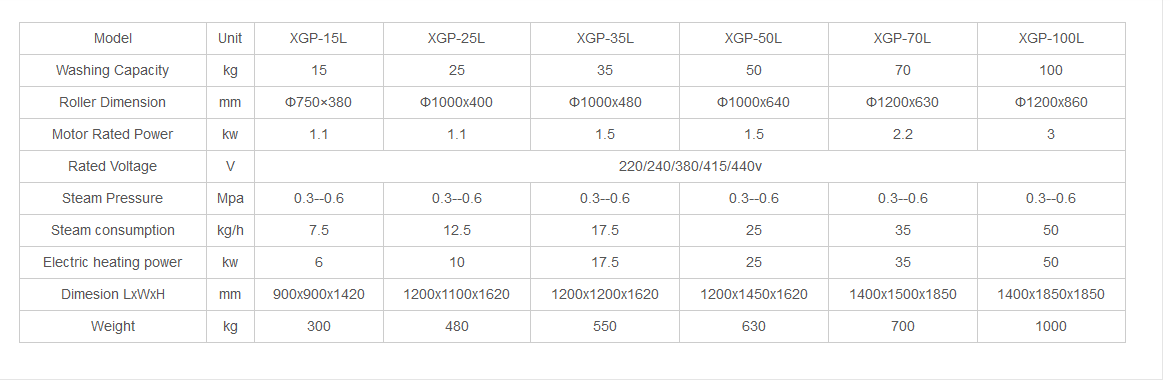 Model Unit XGP-15L XGP-25L XGP-35L XGP-50L XGP-70L XGP-100L
Washing Capacity kg 15 25 35 50 70 100
Roller Dimension mm Φ750×380 Φ1000x400 Φ1000x480 Φ1000x640 Φ1200x630 Φ1200x860
Motor Rated Power kw 1.1 1.1 1.5 1.5 2.2 3
Rated Voltage V 220/240/380/415/440v
Steam Pressure Mpa 0.3--0.6 0.3--0.6 0.3--0.6 0.3--0.6 0.3--0.6 0.3--0.6
Steam consumption kg/h 7.5 12.5 17.5 25 35 50
Electric heating power kw 6 10 17.5 25 35 50
Dimesion LxWxH mm 900x900x1420 1200x1100x1620 1200x1200x1620 1200x1450x1620 1400x1500x1850 1400x1850x1850
Weight kg 300 480 550 630 700 1000